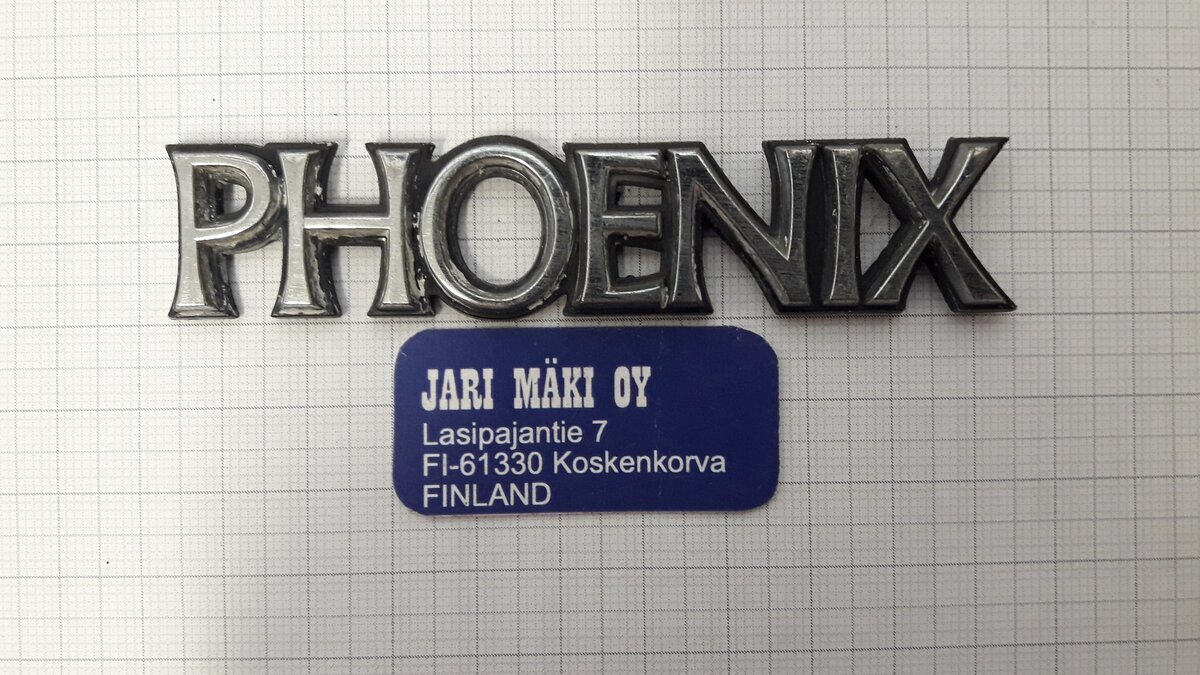 PHOENIX
JARI MÄKI OY
Lasipajantie 7
FI-61330 Koskenkorva
FINLAND